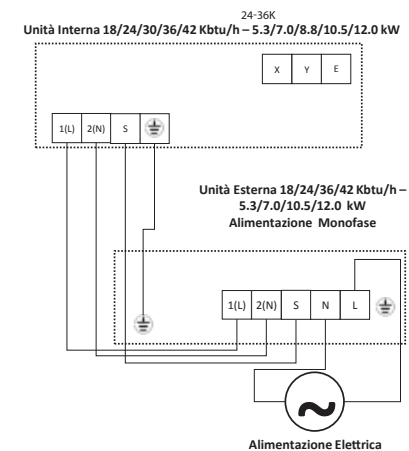 24-36K
Unità Interna 18/24/30/36/42 Kbtu/h – 5.3/7.0/8.8/10.5/12.0 kW
X Y E
1(L) 2(N) S
Unità Esterna 18/24/36/42 Kbtu/h –
5.3/7.0/10.5/12.0 kW
Alimentazione Monofase
1(L) 2(N) S N L
Alimentazione Elettrica